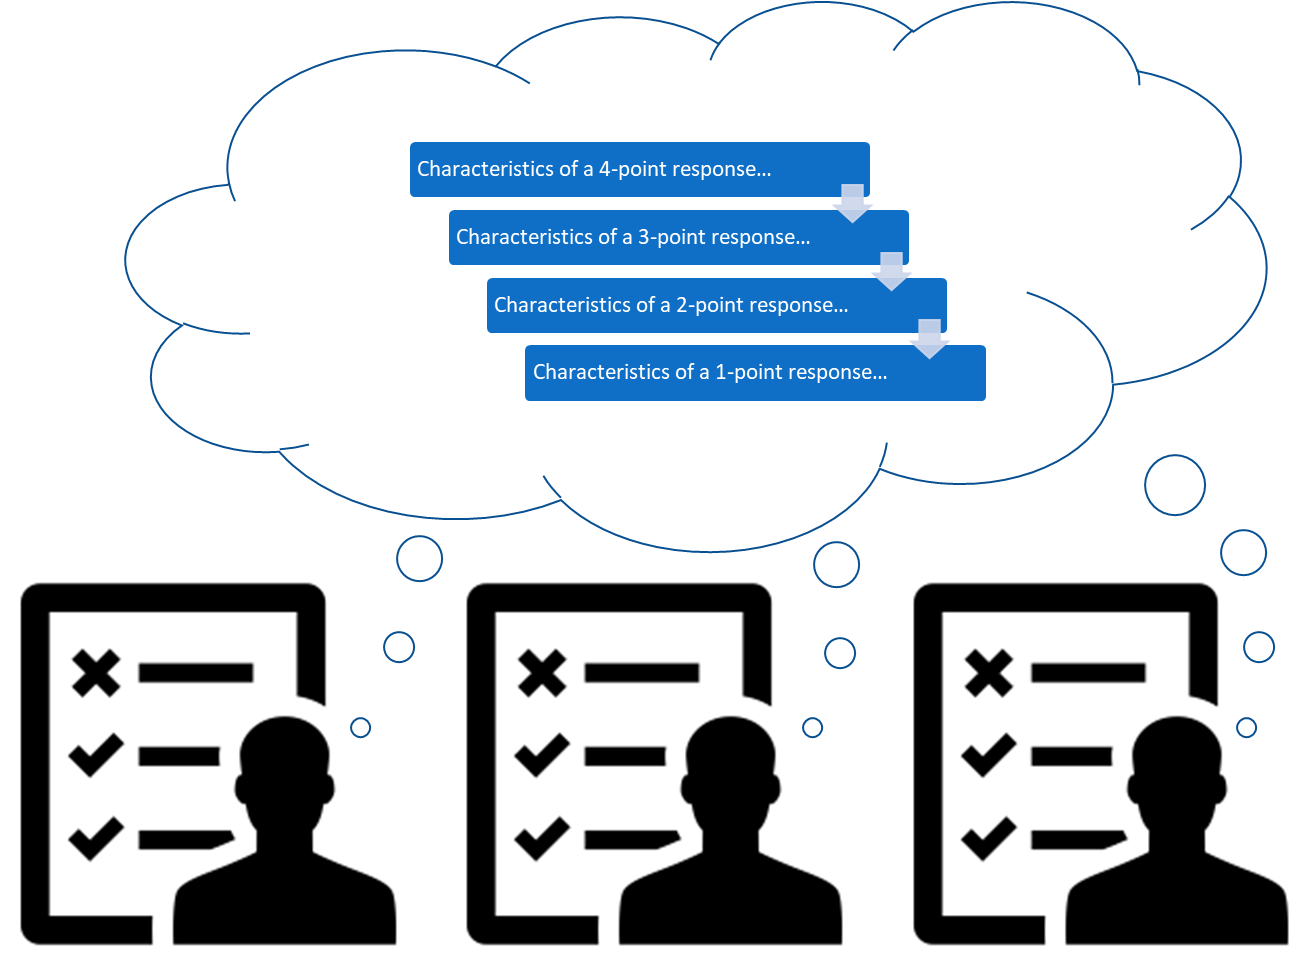 Characteristics of a 4-point response...
Characteristics of a 3-point response...
Characteristics of a 2-point response...
Characteristics of a 1-point response...